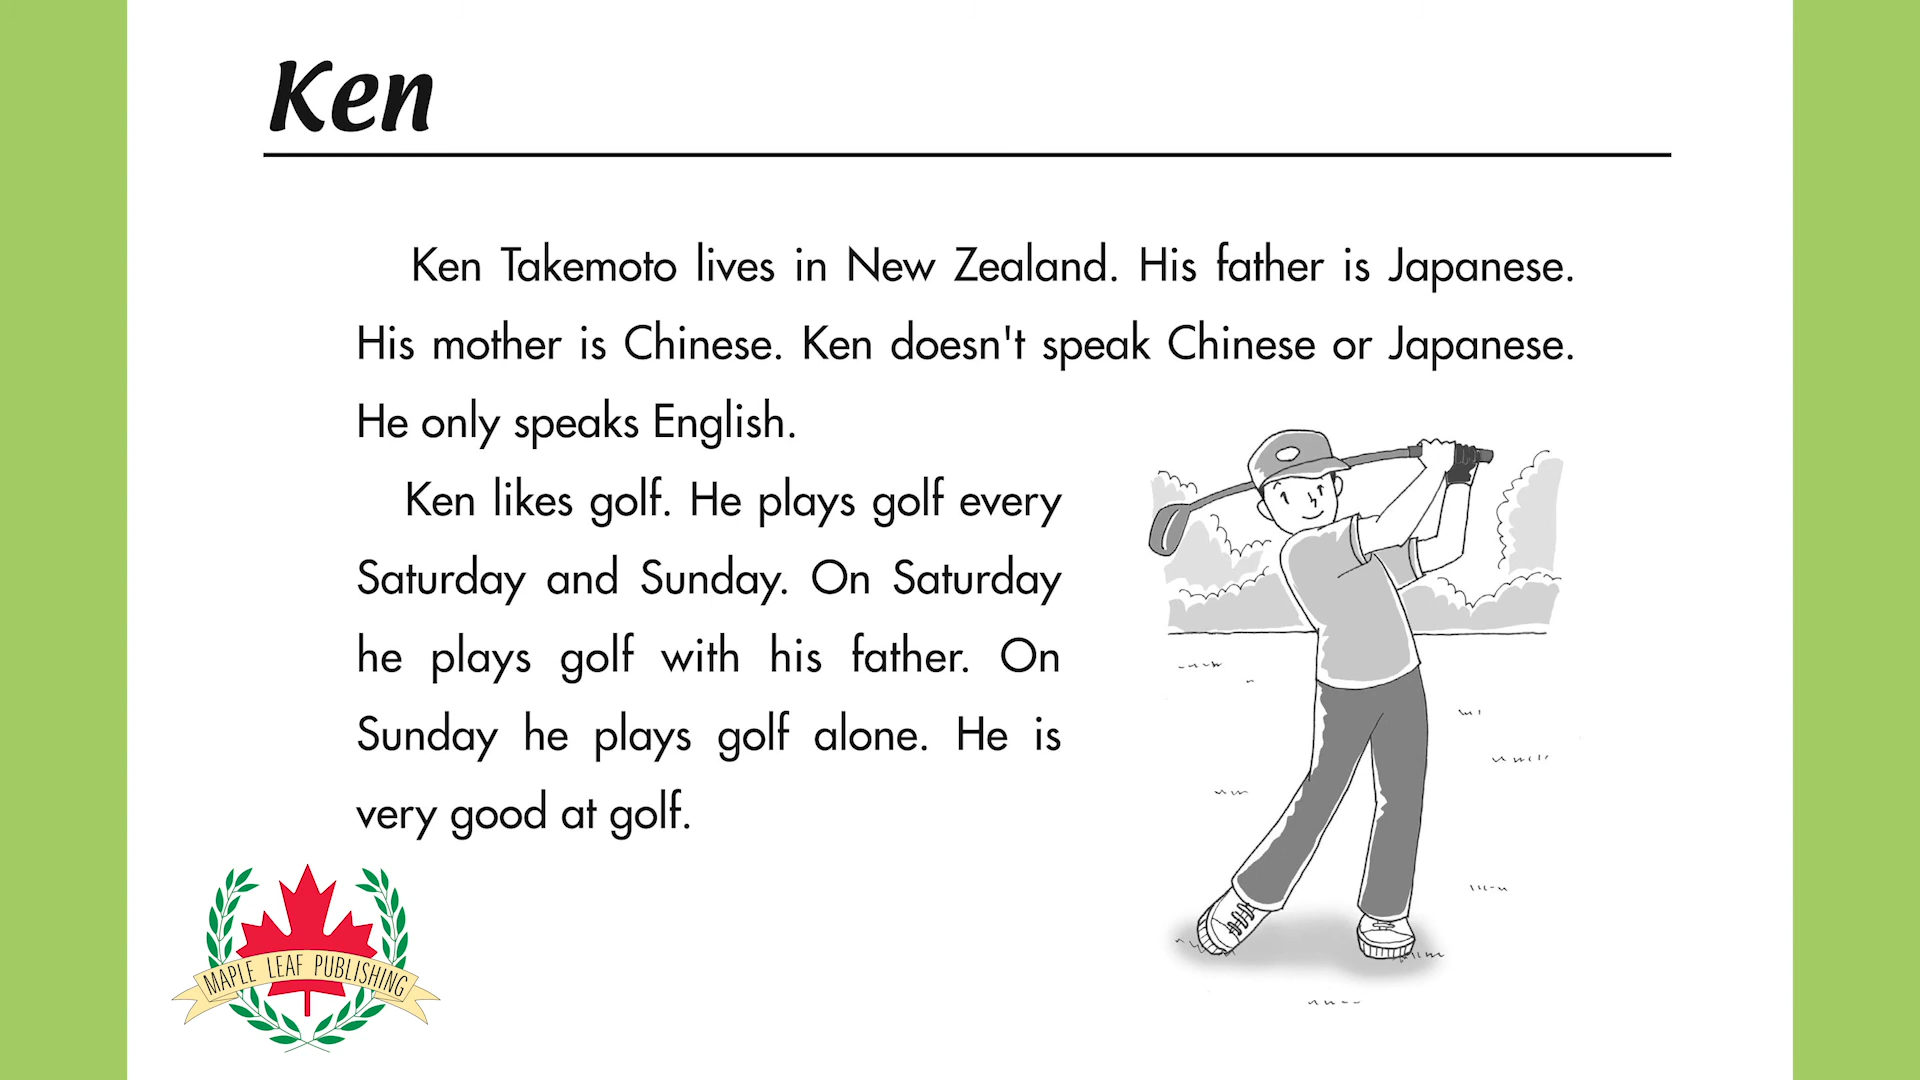 Ken
Ken Takemoto lives in New Zealand. His father is Japanese.
His mother is Chinese. Ken doesn't speak Chinese or Japanese.
He only speaks English.
Ken likes golf. He plays golf every
Saturday and Sunday. On Saturday
he plays golf with his father. On
Sunday he plays golf alone. He is
very good at golf.
MAPLE LEAF PUBLISHING